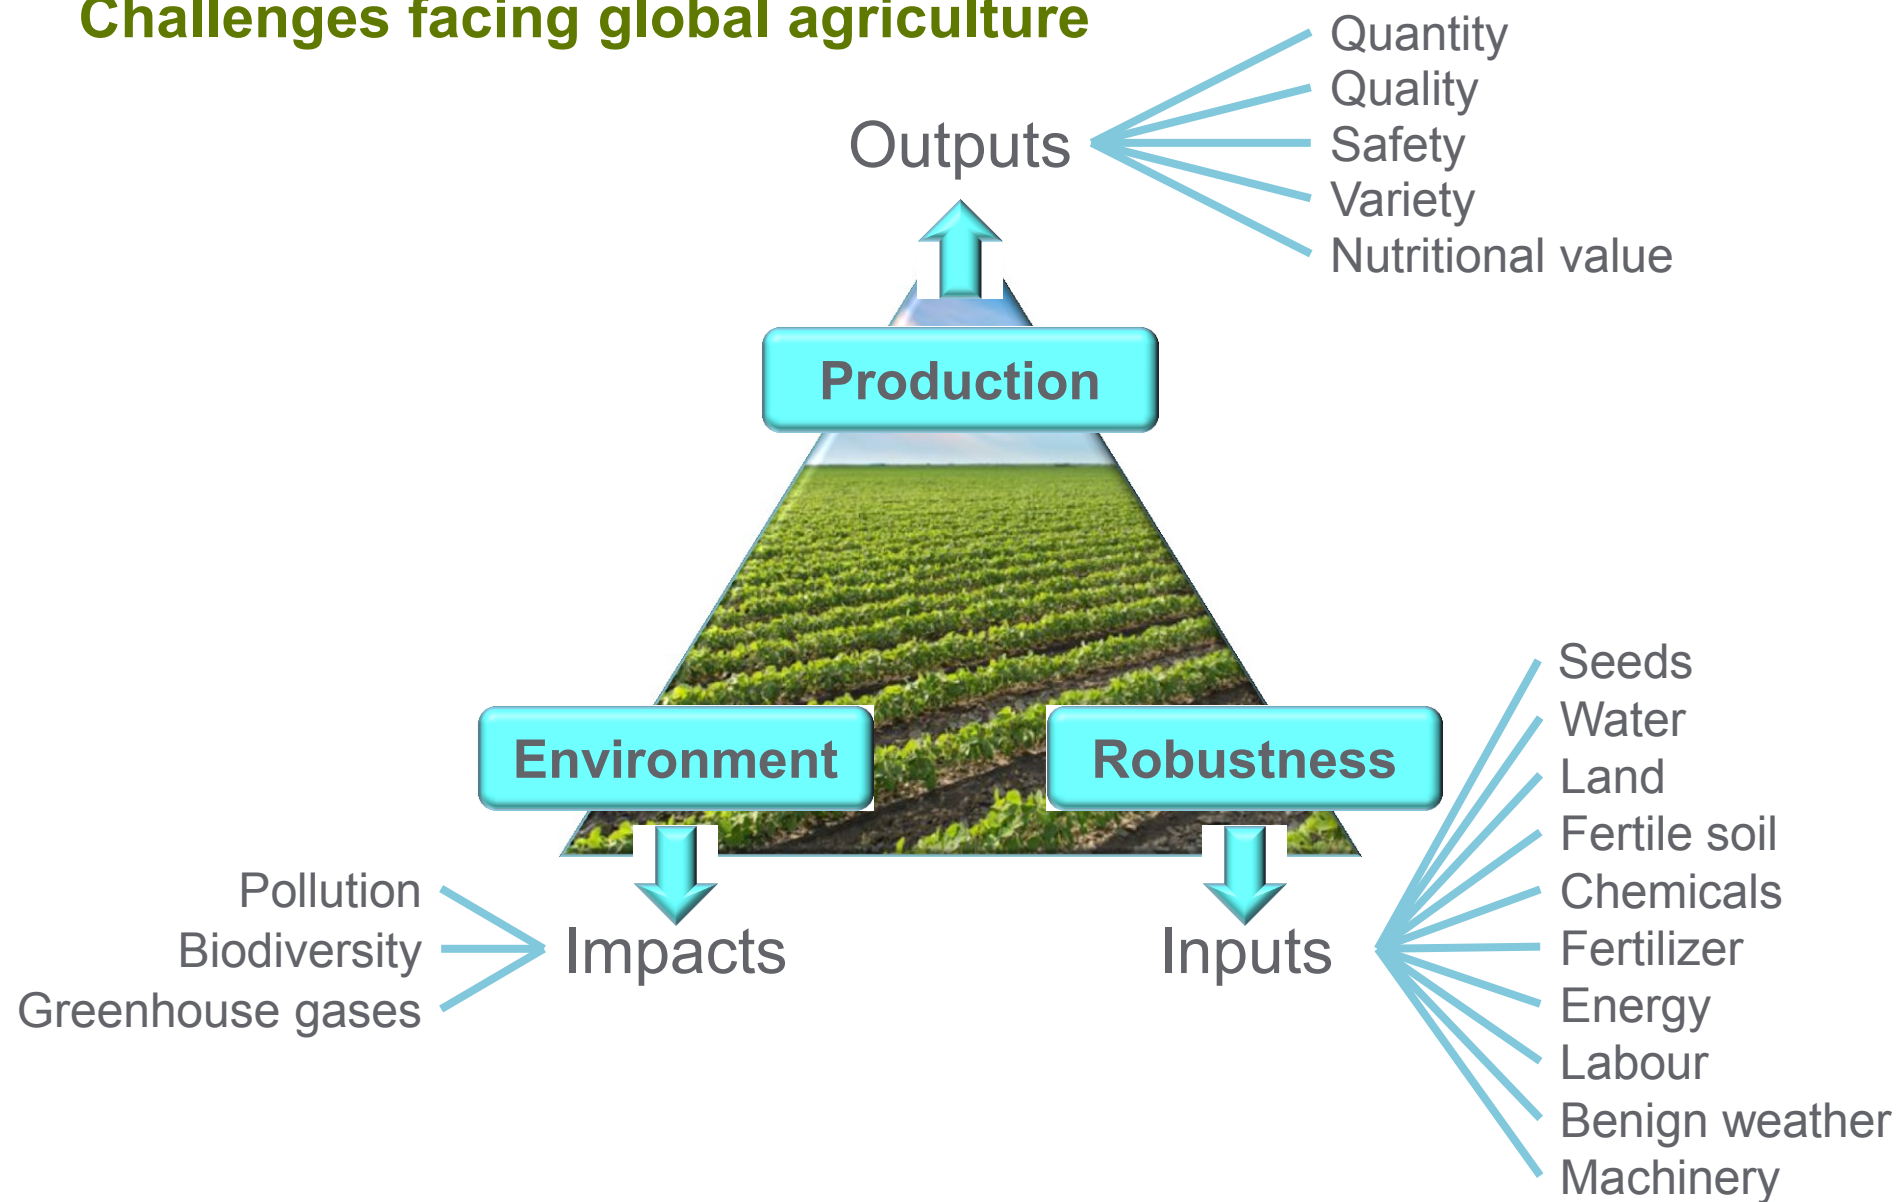 Challenges facing global agriculture
Outputs
Quantity
Quality
Safety
Variety
Nutritional value
Production
Environment
Robustness
Impacts
Pollution
Biodiversity
Greenhouse gases
Inputs
Seeds
Water
Land
Fertile soil
Chemicals
Fertilizer
Energy
Labour
Benign weather
Machinery